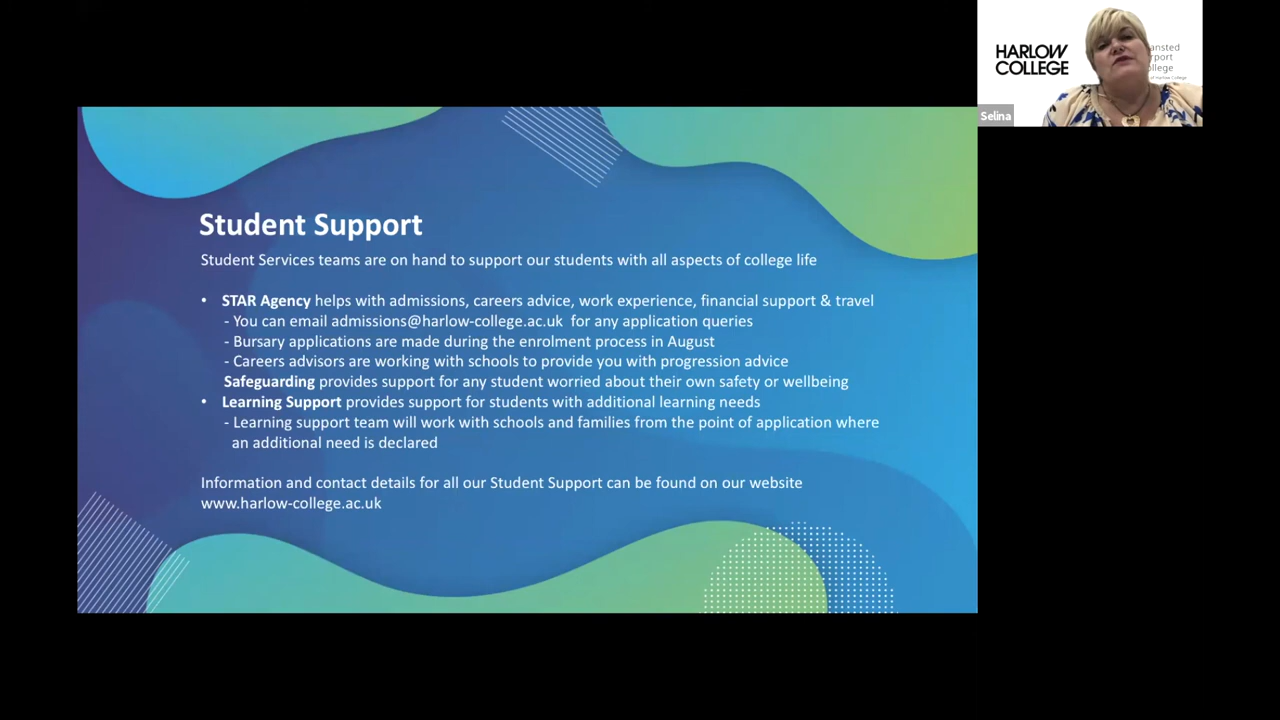 HARLOW
COLLEGE
ansted
rport
ollege
of Harlow College
Selina
Student Support
Student Services teams are on hand to support our students with all aspects of college life
• STAR Agency helps with admissions, careers advice, work experience, financial support & travel
- You can email admissions@harlow-college.ac.uk for any application queries
- Bursary applications are made during the enrolment process in August
- Careers advisors are working with schools to provide you with progression advice
Safeguarding provides support for any student worried about their own safety or wellbeing
• Learning Support provides support for students with additional learning needs
- Learning support team will work with schools and families from the point of application where
an additional need is declared
Information and contact details for all our Student Support can be found on our website
www.harlow-college.ac.uk